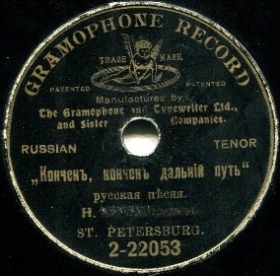 GRAMOPHONE RECORD
TRADE MARK
PATENTED PATENTED
Manufactured by
The Gramophone and Typewriter Ltd.,
and Sister Companies.
RUSSIAN TENOR
„Конченъ, конченъ дальній путь“
русская пѣсня.
Н.
ST. PETERSBURG.
2-22053